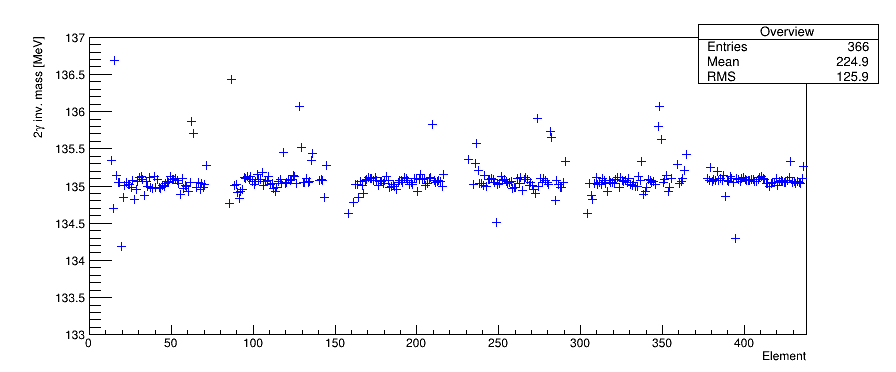 Overview
Entries 366
Mean 224.9
RMS 125.9
2γ inv. mass [MeV]
137
136.5
136
135.5
135
134.5
134
133.5
133
0 50 100 150 200 250 300 350 400
Element